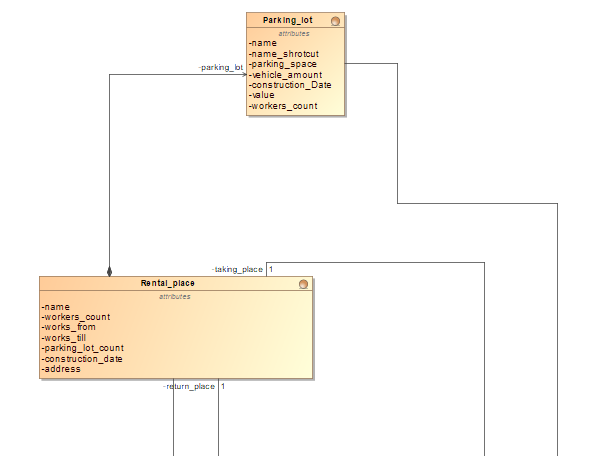 Parking_lot
attributes
-name
-name_shrotcut
-parking_space
-vehicle_amount
-construction_Date
-value
-workers_count
-parking_lot
-taking_place 1
Rental_place
attributes
-name
-workers_count
-works_from
-works_till
-parking_lot_count
-construction_date
-address
-return_place 1